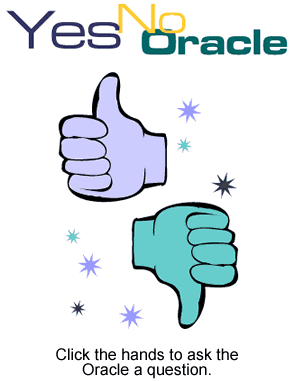 Yes No Oracle
Click the hands to ask the
Oracle a question.